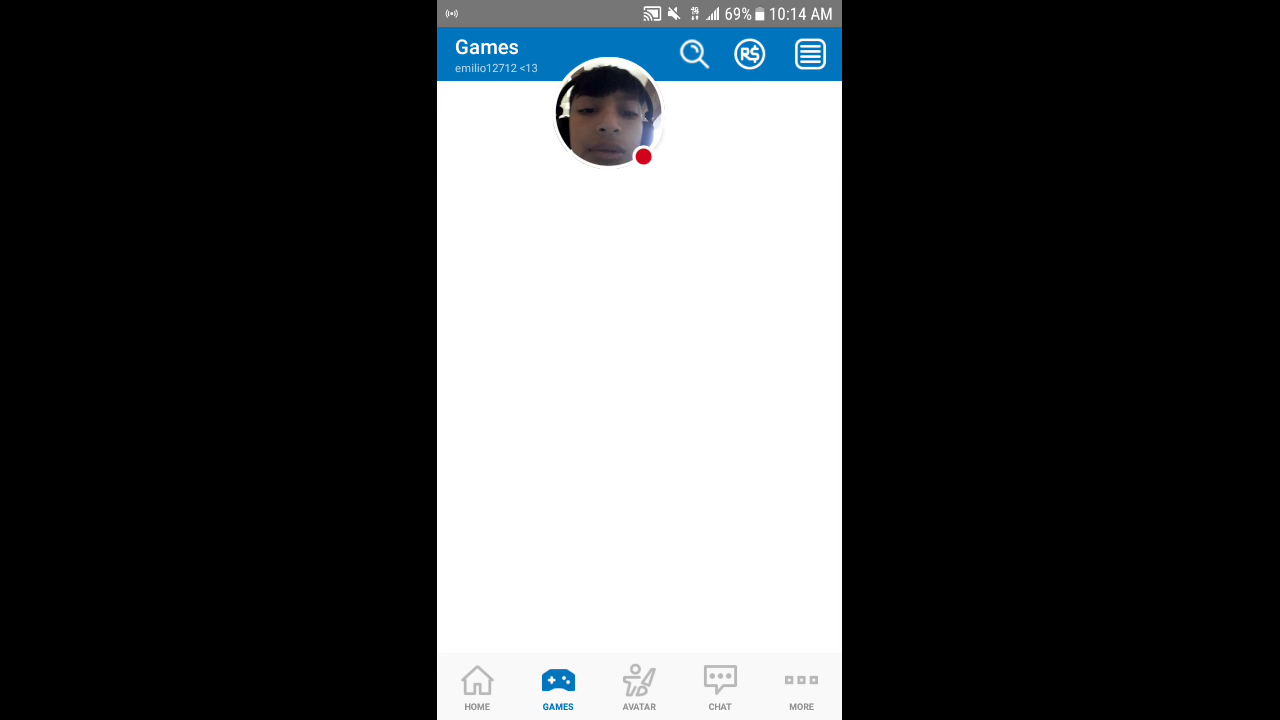 69% 10:14 AM
Games
emilio12712 <13
R$
HOME GAMES AVATAR CHAT MORE